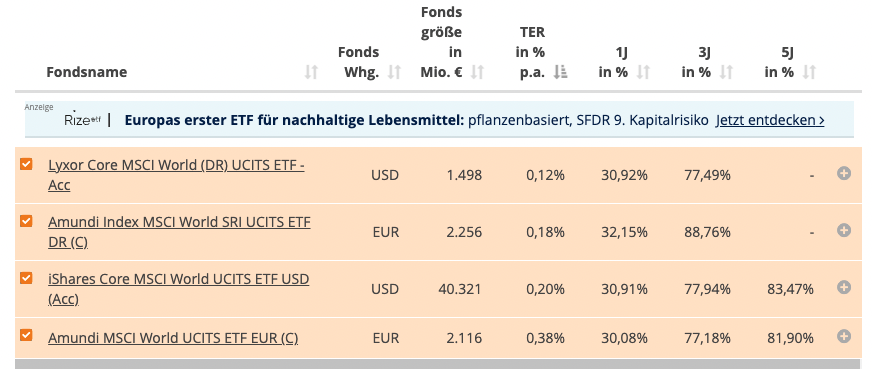 Fondsname
Fonds Whg.
Fonds größe in Mio. €
TER in % p.a.
1J in %
3J in %
5J in %
Anzeige
Rize etf | Europas erster ETF für nachhaltige Lebensmittel: pflanzenbasiert, SFDR 9. Kapitalrisiko Jetzt entdecken ›
Lyxor Core MSCI World (DR) UCITS ETF -
Acc
USD 1.498 0,12% 30,92% 77,49% -
Amundi Index MSCI World SRI UCITS ETF
DR (C)
EUR 2.256 0,18% 32,15% 88,76% -
iShares Core MSCI World UCITS ETF USD
(Acc)
USD 40.321 0,20% 30,91% 77,94% 83,47%
Amundi MSCI World UCITS ETF EUR (C) EUR 2.116 0,38% 30,08% 77,18% 81,90%